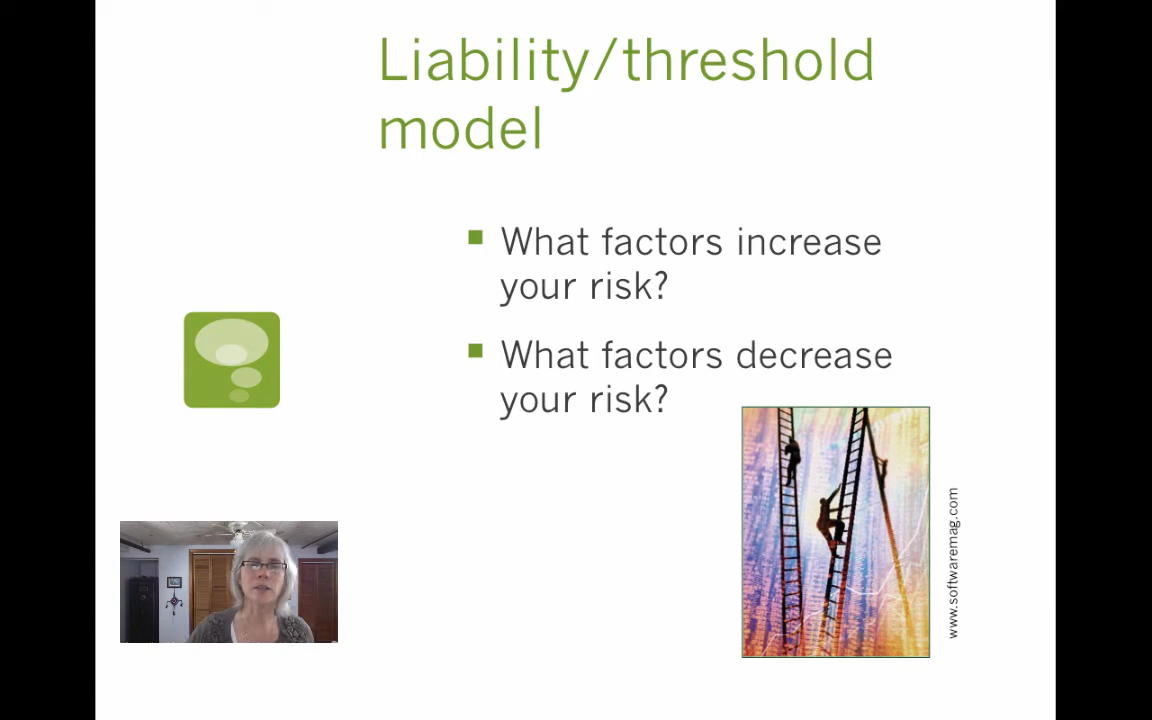 Liability/threshold
model
What factors increase
your risk?
What factors decrease
your risk?
www.softwaremag.com